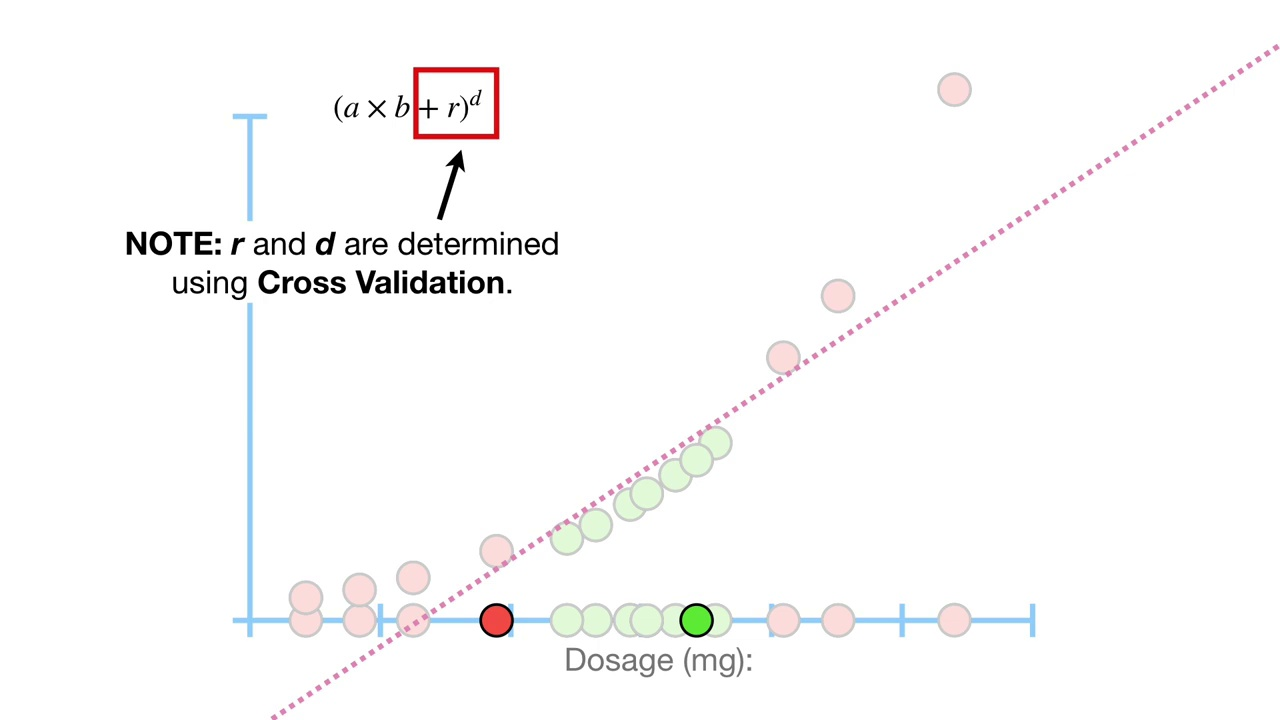 (a × b + r)^d
NOTE: r and d are determined
using Cross Validation.
Dosage (mg):